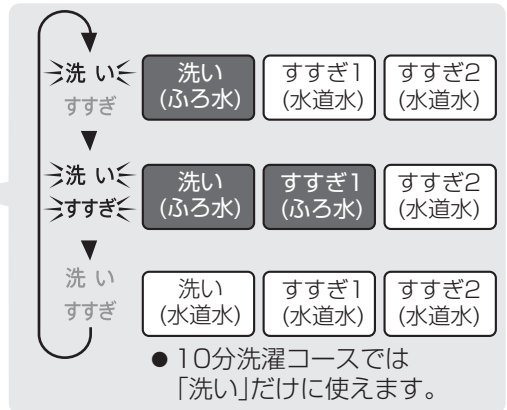 洗い
すすぎ
洗い
(ふろ水)
すすぎ1
(水道水)
すすぎ2
(水道水)
洗い
すすぎ
洗い
(ふろ水)
すすぎ1
(ふろ水)
すすぎ2
(水道水)
洗い
すすぎ
洗い
(水道水)
すすぎ1
(水道水)
すすぎ2
(水道水)
●10分洗濯コースでは
「洗い」だけに使えます。